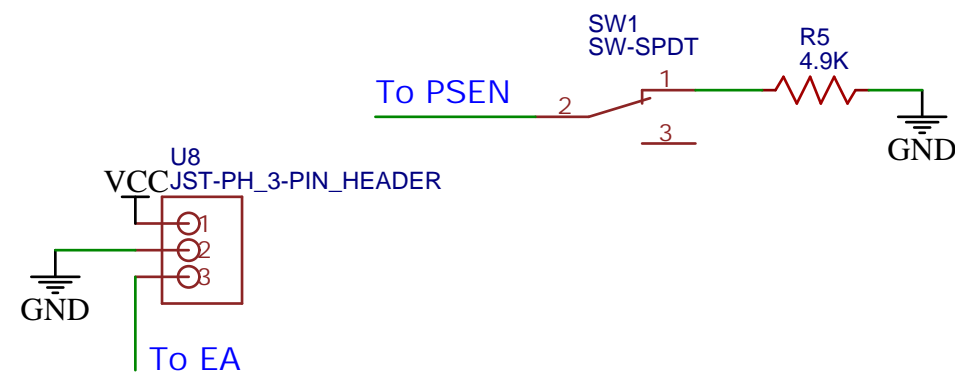 SW1
SW-SPDT
R5
4.9K
To PSEN
2
1
3
GND
U8
VCC
JST-PH_3-PIN_HEADER
1
2
3
GND
To EA